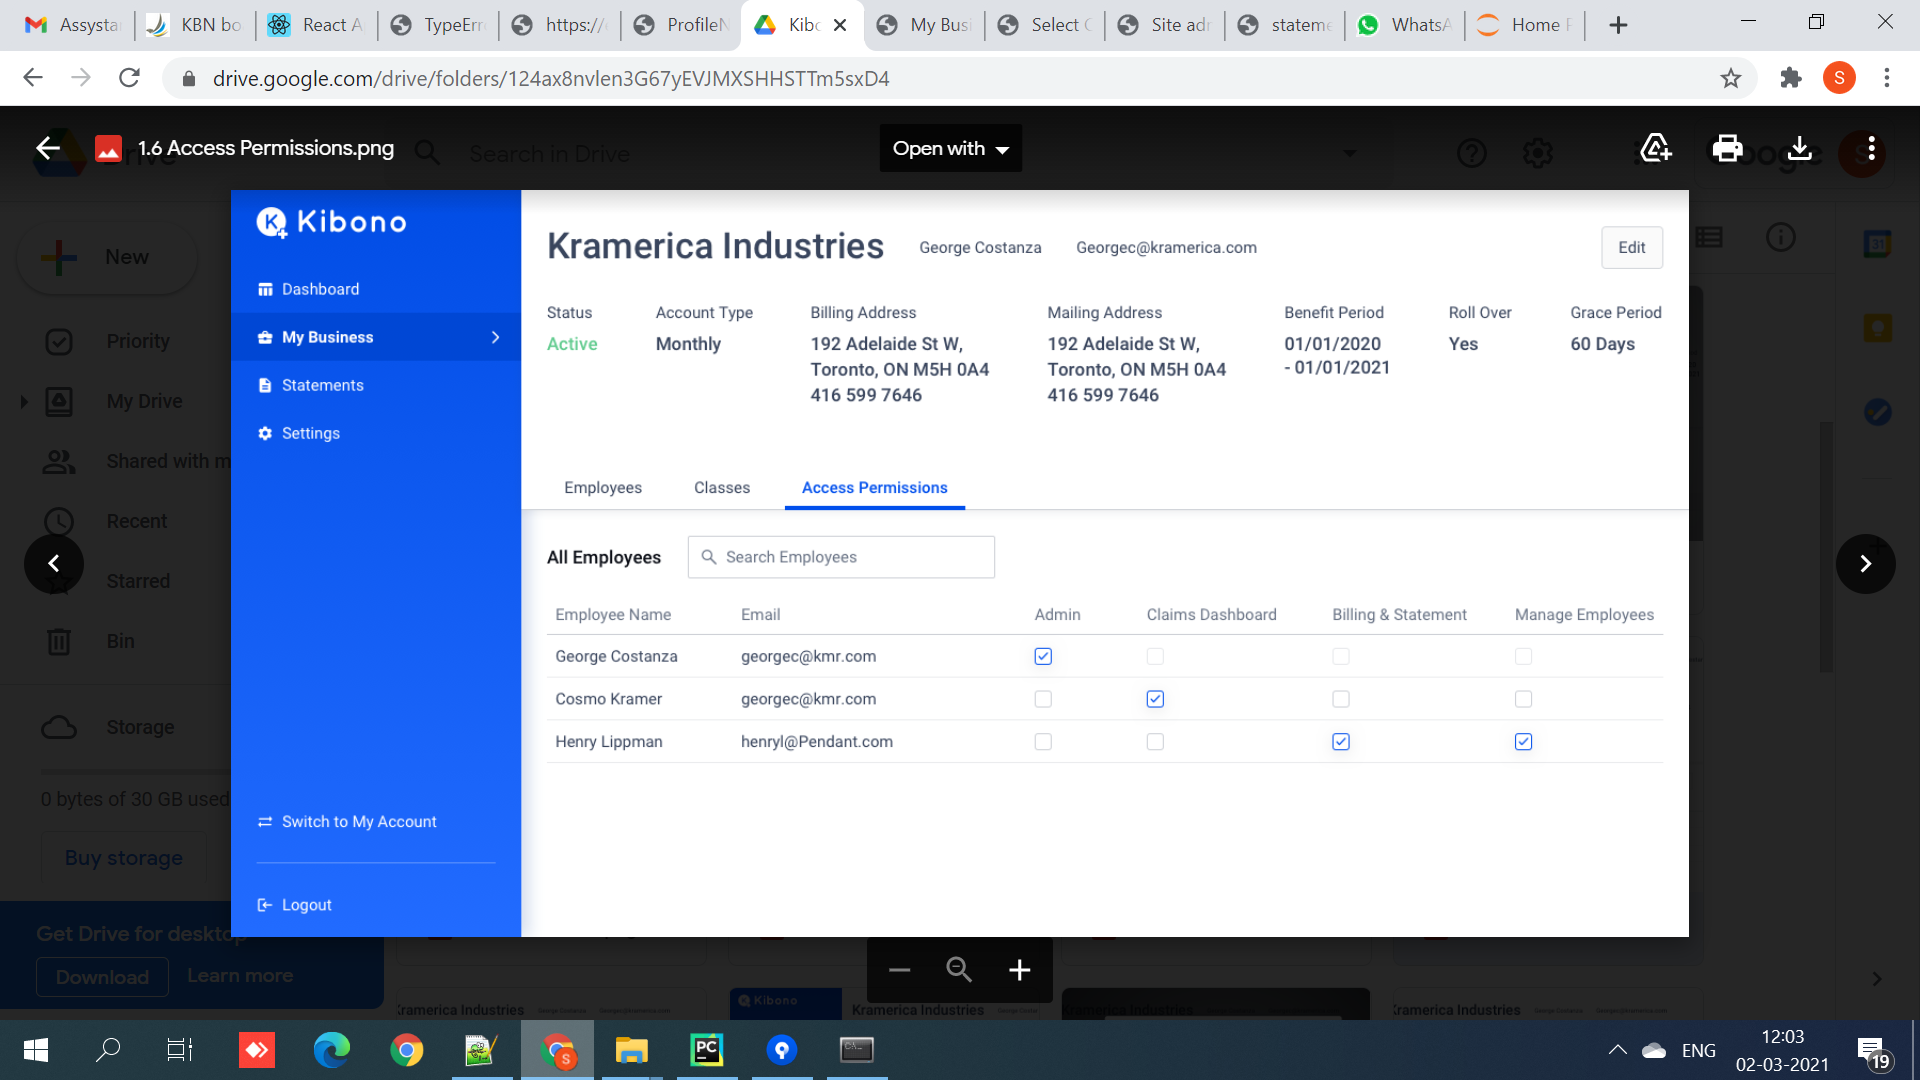 Assysta
KBN bo
React A
TypeErr
https://
ProfileN
Kibo
My Busi
Select C
Site adr
stateme
WhatsA
Home P
drive.google.com/drive/folders/124ax8nvlen3G67yEVJMXSHHSTTm5sxD4
S
1.6 Access Permissions.png
Search in Drive
Open with
New
Priority
My Drive
Shared with m
Recent
Starred
Bin
Storage
0 bytes of 30 GB used
Buy storage
Get Drive for desktop
Download
Learn more
Kibono
Dashboard
My Business
Statements
Settings
Switch to My Account
Logout
Kramerica Industries
George Costanza
Georgec@kramerica.com
Edit
Status
Account Type
Billing Address
Mailing Address
Benefit Period
Roll Over
Grace Period
Active
Monthly
192 Adelaide St W,
Toronto, ON M5H 0A4
416 599 7646
192 Adelaide St W,
Toronto, ON M5H 0A4
416 599 7646
01/01/2020
- 01/01/2021
Yes
60 Days
Employees
Classes
Access Permissions
All Employees
Search Employees
Employee Name Email Admin Claims Dashboard Billing & Statement Manage Employees
George Costanza georgec@kmr.com
Cosmo Kramer georgec@kmr.com
Henry Lippman henryl@Pendant.com
Kramerica Industries
Kibono
Kramerica Industries
Kramerica Industries
Kramerica Industries
PC
S
ENG
12:03
02-03-2021
19